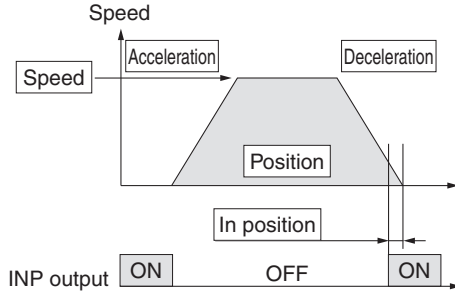 Speed
Acceleration
Deceleration
Speed
Position
In position
INP output
ON
OFF
ON